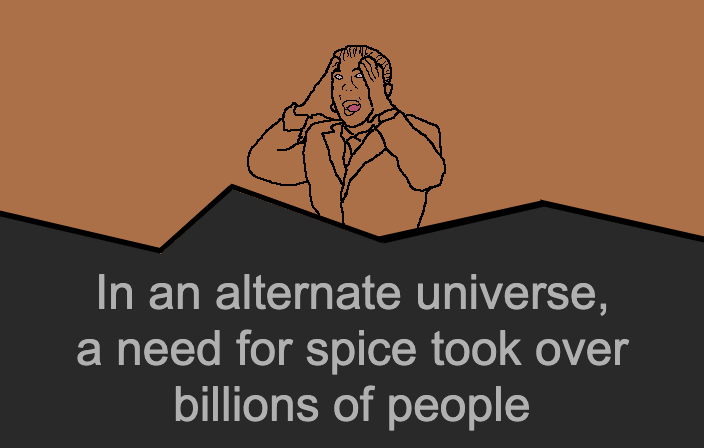 In an alternate universe,
a need for spice took over
billions of people